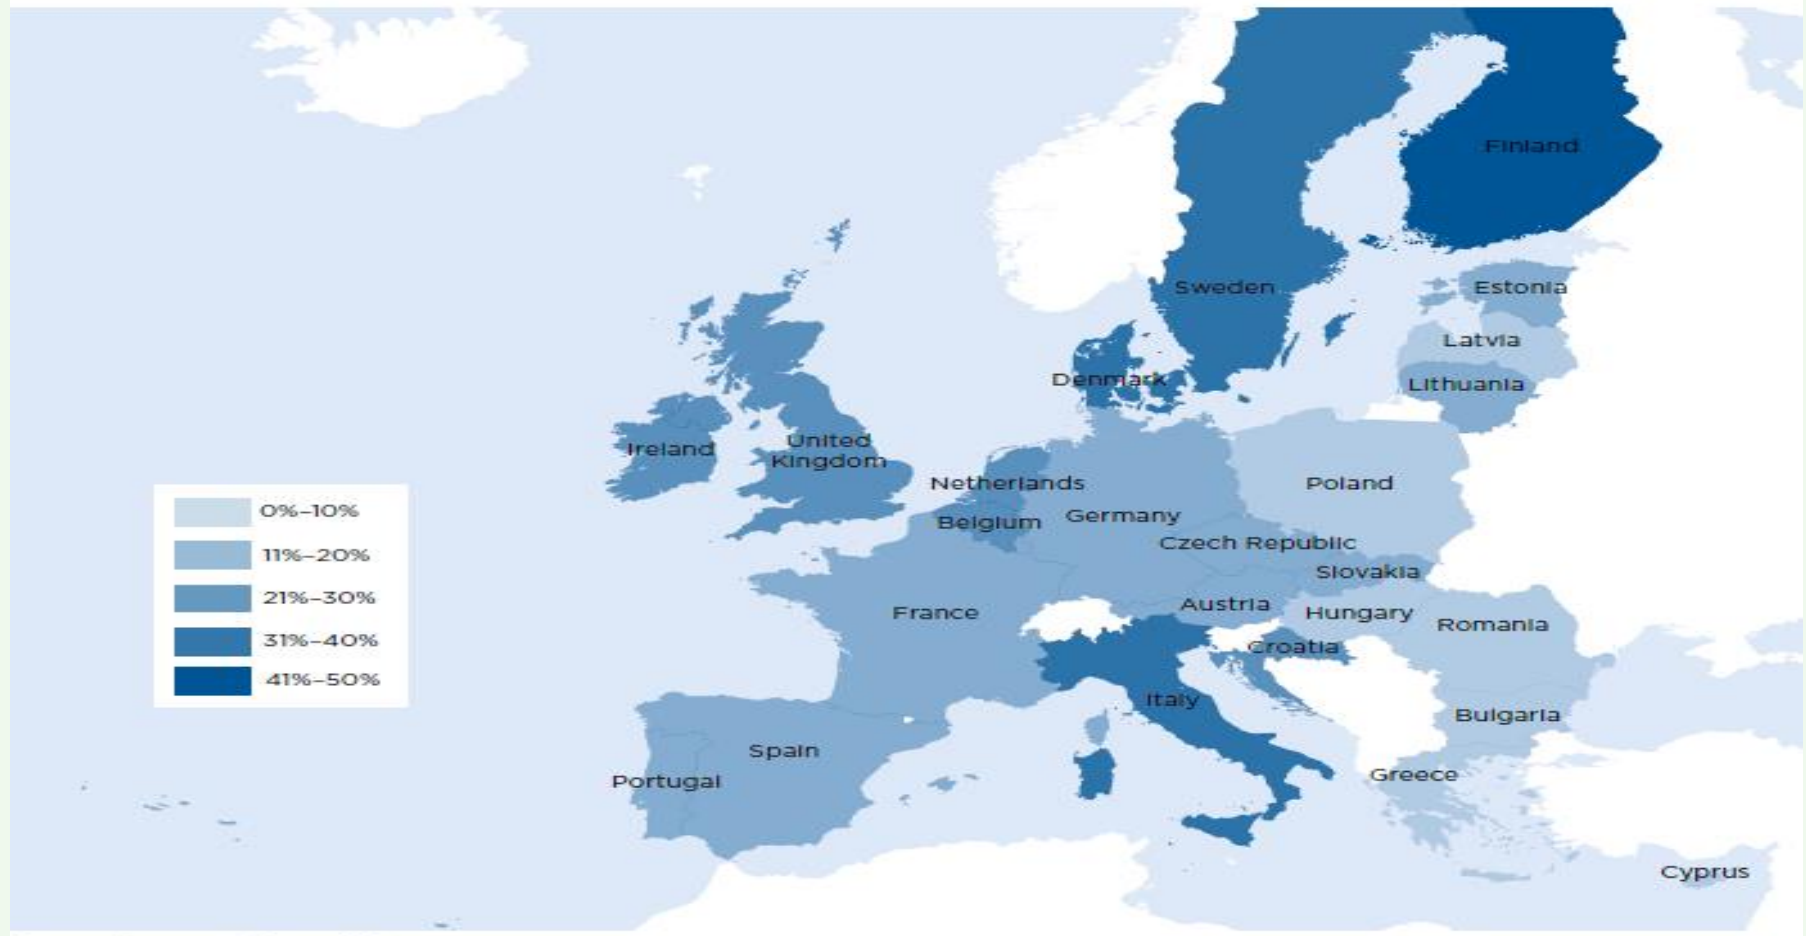 Finland
Sweden
Estonia
Latvia
Denmark
Lithuania
Ireland
United
Kingdom
Netherlands
Poland
Belgium
Germany
Czech Republic
Slovakia
Austria
Hungary
France
Romania
Croatia
Italy
Bulgaria
Spain
Portugal
Greece
Cyprus
0%–10%
11%–20%
21%–30%
31%–40%
41%–50%